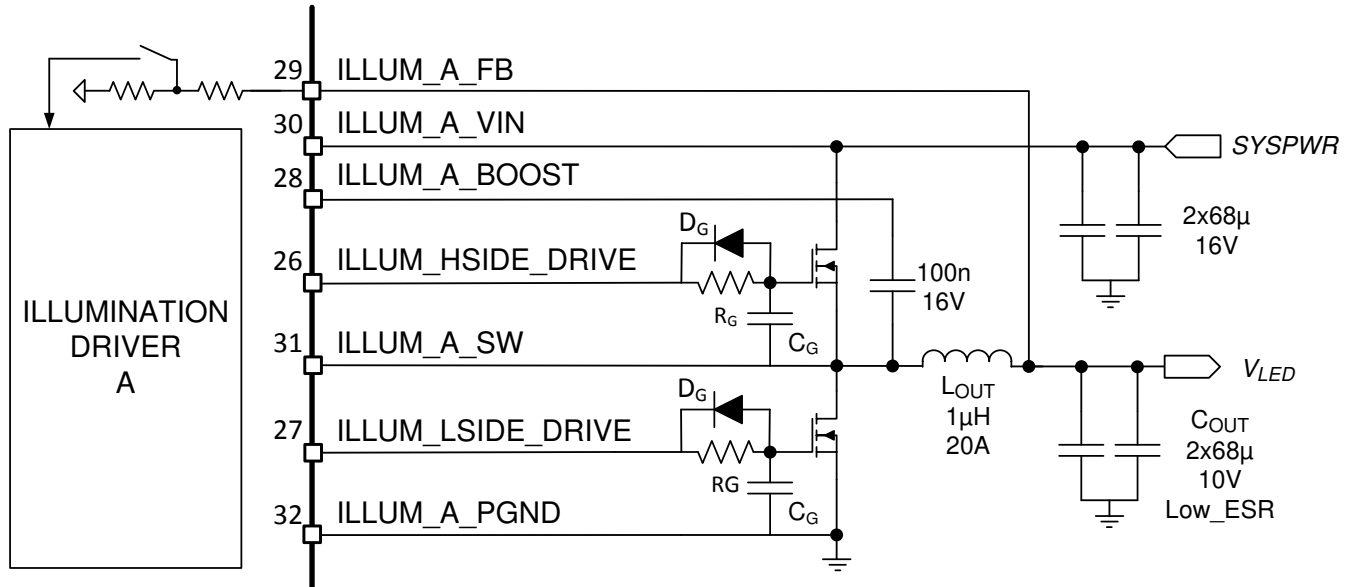 29 ILLUM_A_FB
30 ILLUM_A_VIN
SYSPWR
28 ILLUM_A_BOOST
2x68µ
16V
26 ILLUM_HSIDE_DRIVE
D_G
R_G
C_G
100n
16V
ILLUMINATION
DRIVER
A
31 ILLUM_A_SW
L_OUT
1µH
20A
V_LED
27 ILLUM_LSIDE_DRIVE
D_G
RG
C_G
C_OUT
2x68µ
10V
Low_ESR
32 ILLUM_A_PGND